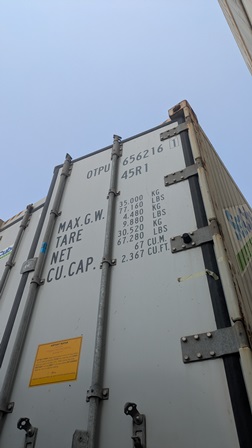 OTPU 656216 1
45R1
MAX.G.W. 35.000 KG
77.160 LBS
TARE 4.480 KG
9.880 LBS
NET 30.520 KG
67.280 LBS
CU.CAP. 67 CU.M.
2.367 CU.FT.